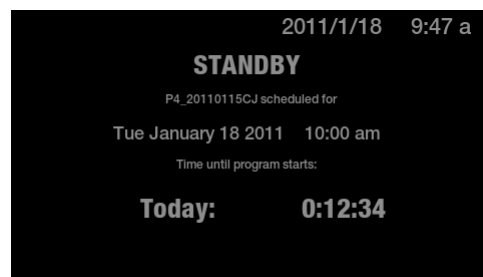 2011/1/18 9:47 a
STANDBY
P4_20110115CJ scheduled for
Tue January 18 2011 10:00 am
Time until program starts:
Today: 0:12:34